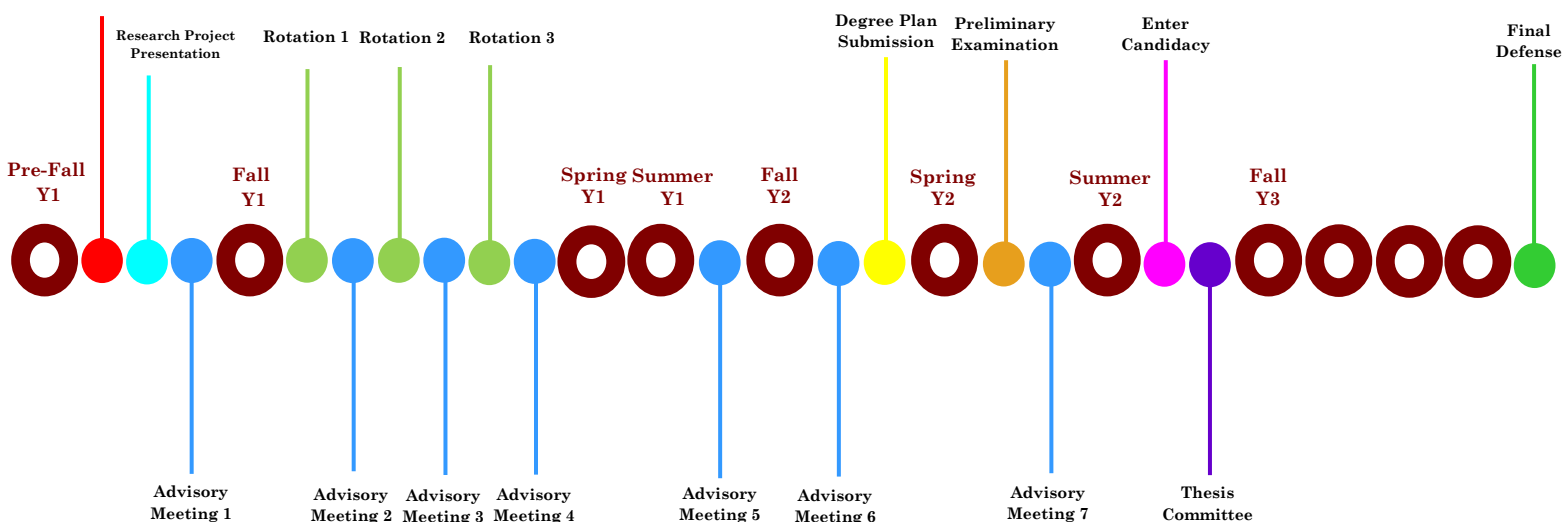 Research Project
Presentation
Rotation 1
Rotation 2
Rotation 3
Degree Plan
Submission
Preliminary
Examination
Enter
Candidacy
Final
Defense
Pre-Fall
Y1
Fall
Y1
Spring
Y1
Summer
Y1
Fall
Y2
Spring
Y2
Summer
Y2
Fall
Y3
Advisory
Meeting 1
Advisory
Meeting 2
Advisory
Meeting 3
Advisory
Meeting 4
Advisory
Meeting 5
Advisory
Meeting 6
Advisory
Meeting 7
Thesis
Committee